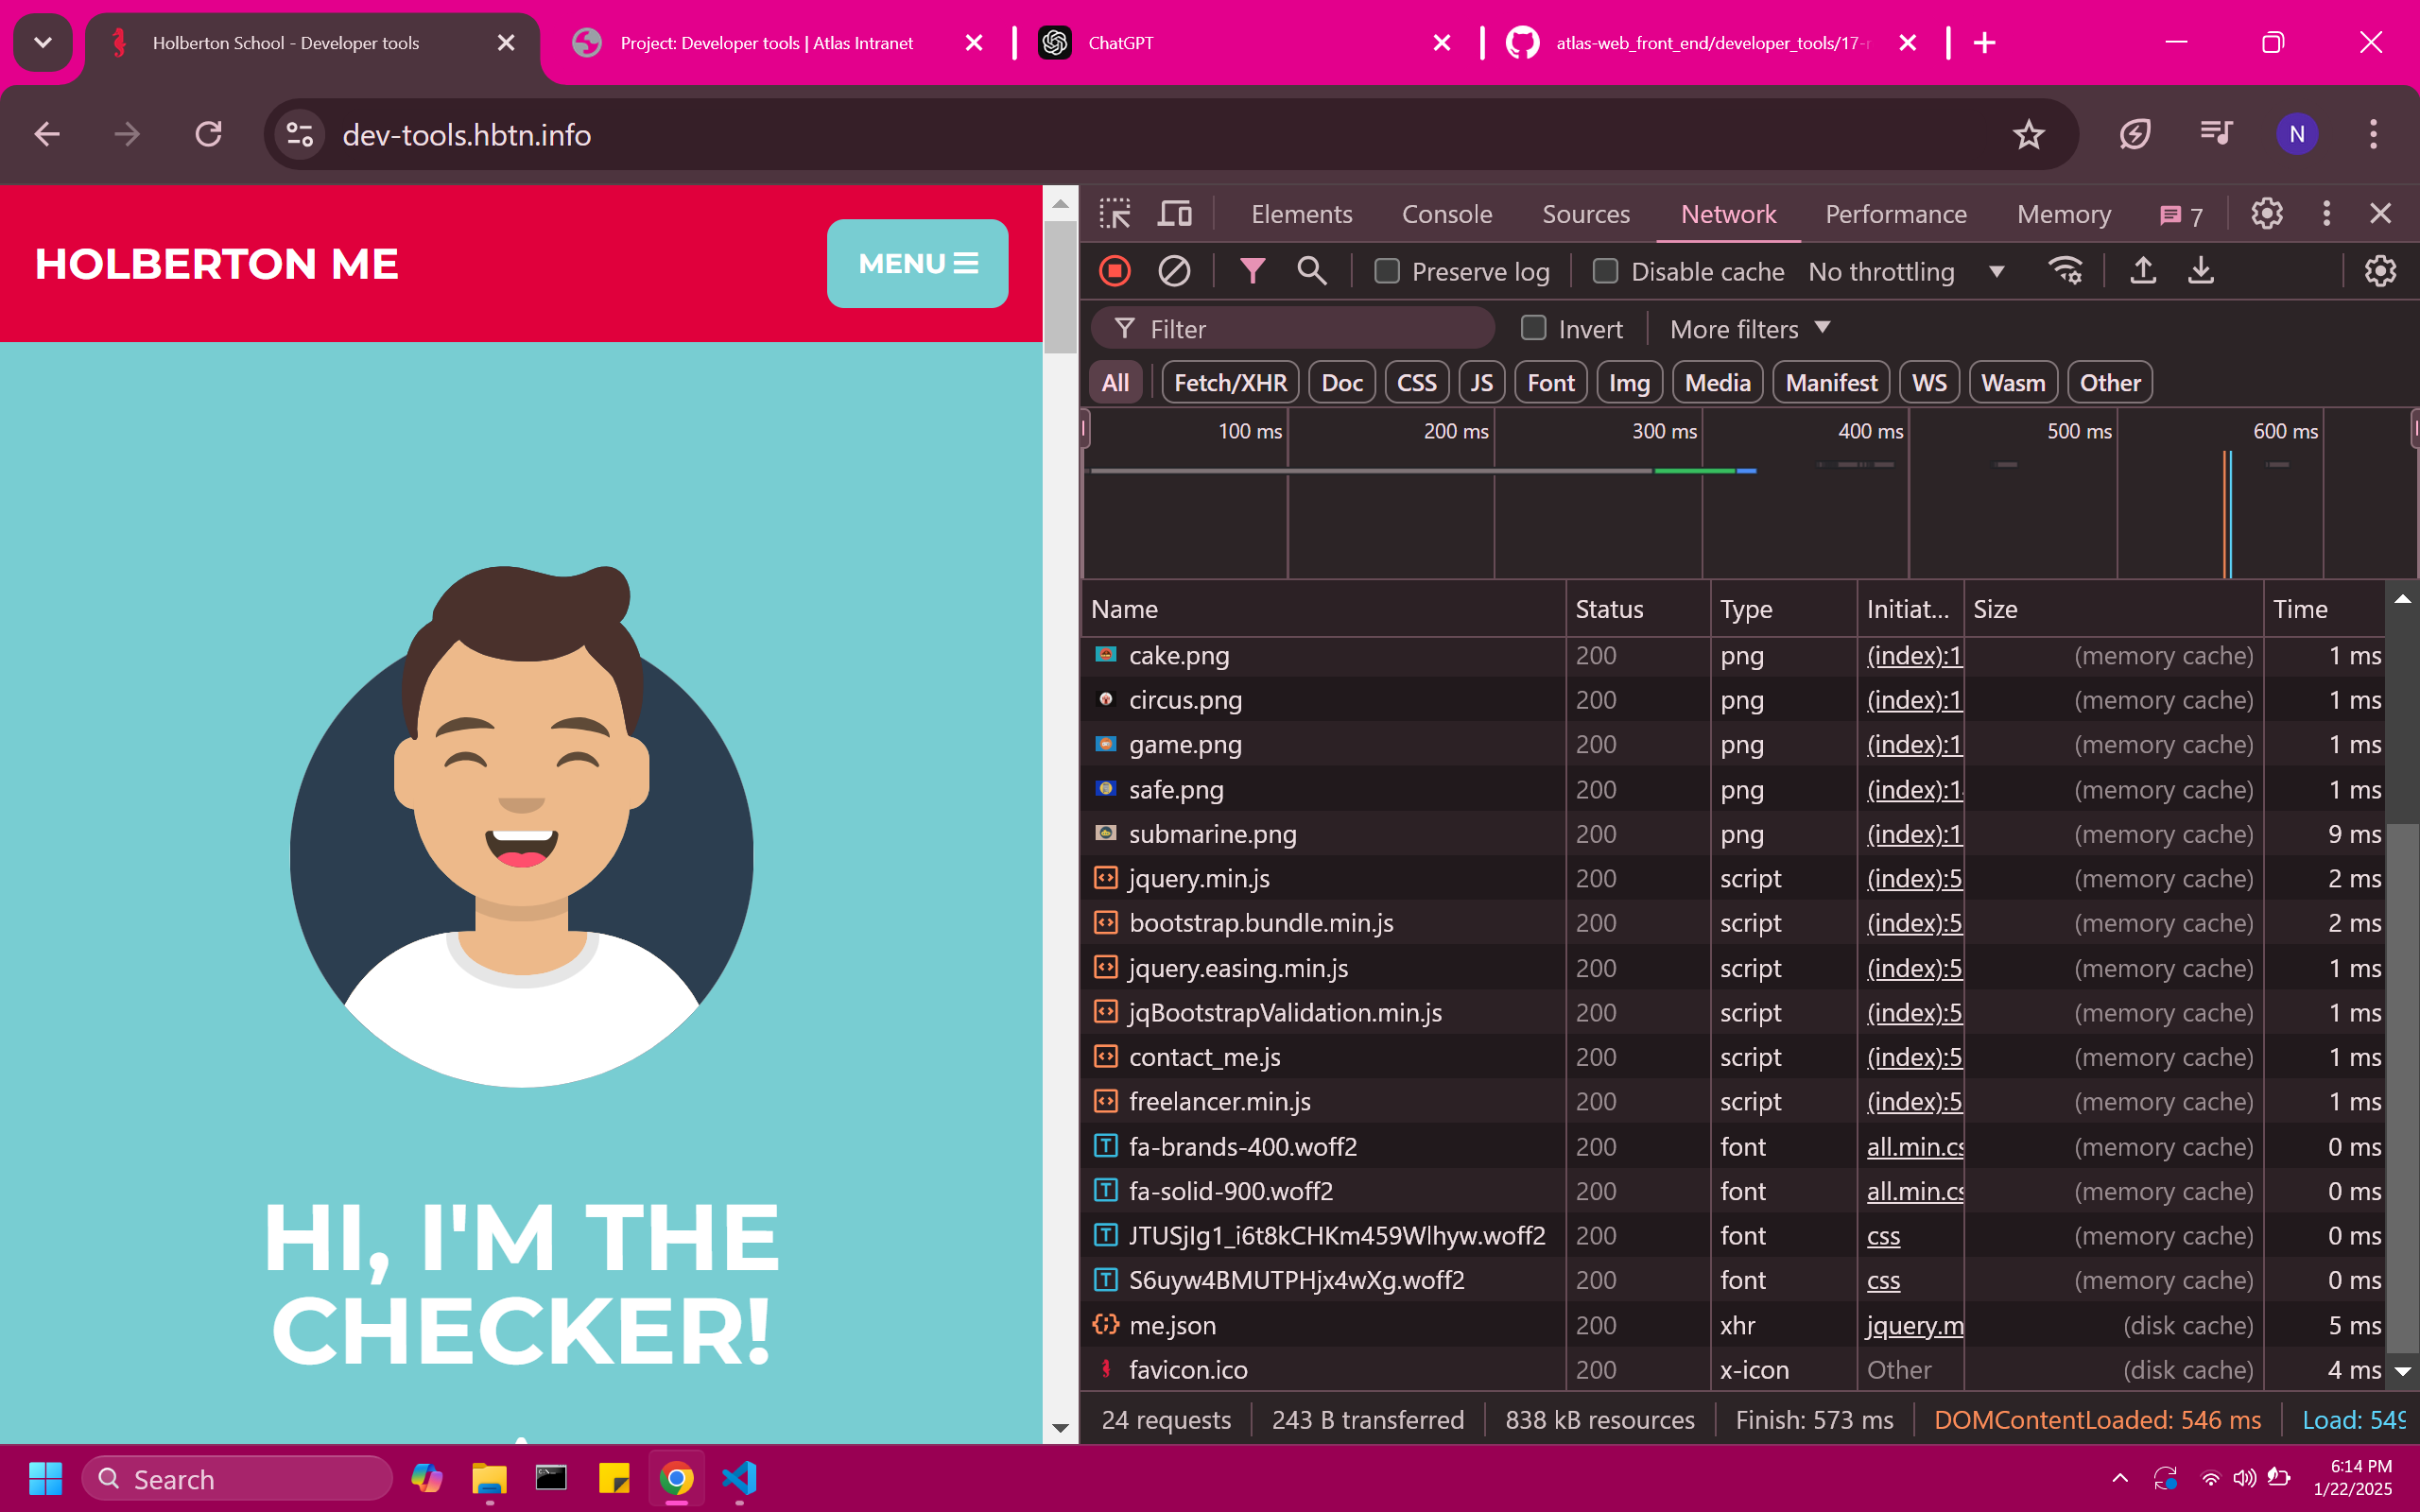 Holberton School - Developer tools
Project: Developer tools | Atlas Intranet
ChatGPT
atlas-web_front_end/developer_tools/17-r
dev-tools.hbtn.info
N
HOLBERTON ME
MENU
HI, I'M THE
CHECKER!
Elements Console Sources Network Performance Memory 7
Preserve log Disable cache No throttling
Filter Invert More filters
All Fetch/XHR Doc CSS JS Font Img Media Manifest WS Wasm Other
100 ms 200 ms 300 ms 400 ms 500 ms 600 ms
Name Status Type Initiat... Size Time
cake.png 200 png (index):1 (memory cache) 1 ms
circus.png 200 png (index):1 (memory cache) 1 ms
game.png 200 png (index):1 (memory cache) 1 ms
safe.png 200 png (index):1 (memory cache) 1 ms
submarine.png 200 png (index):1 (memory cache) 9 ms
jquery.min.js 200 script (index):5 (memory cache) 2 ms
bootstrap.bundle.min.js 200 script (index):5 (memory cache) 2 ms
jquery.easing.min.js 200 script (index):5 (memory cache) 1 ms
jqBootstrapValidation.min.js 200 script (index):5 (memory cache) 1 ms
contact_me.js 200 script (index):5 (memory cache) 1 ms
freelancer.min.js 200 script (index):5 (memory cache) 1 ms
fa-brands-400.woff2 200 font all.min.cs (memory cache) 0 ms
fa-solid-900.woff2 200 font all.min.cs (memory cache) 0 ms
JTUSjIg1_i6t8kCHKm459Wlhyw.woff2 200 font css (memory cache) 0 ms
S6uyw4BMUTPHjx4wXg.woff2 200 font css (memory cache) 0 ms
me.json 200 xhr jquery.m (disk cache) 5 ms
favicon.ico 200 x-icon Other (disk cache) 4 ms
24 requests 243 B transferred 838 kB resources Finish: 573 ms DOMContentLoaded: 546 ms Load: 549
Search
6:14 PM
1/22/2025